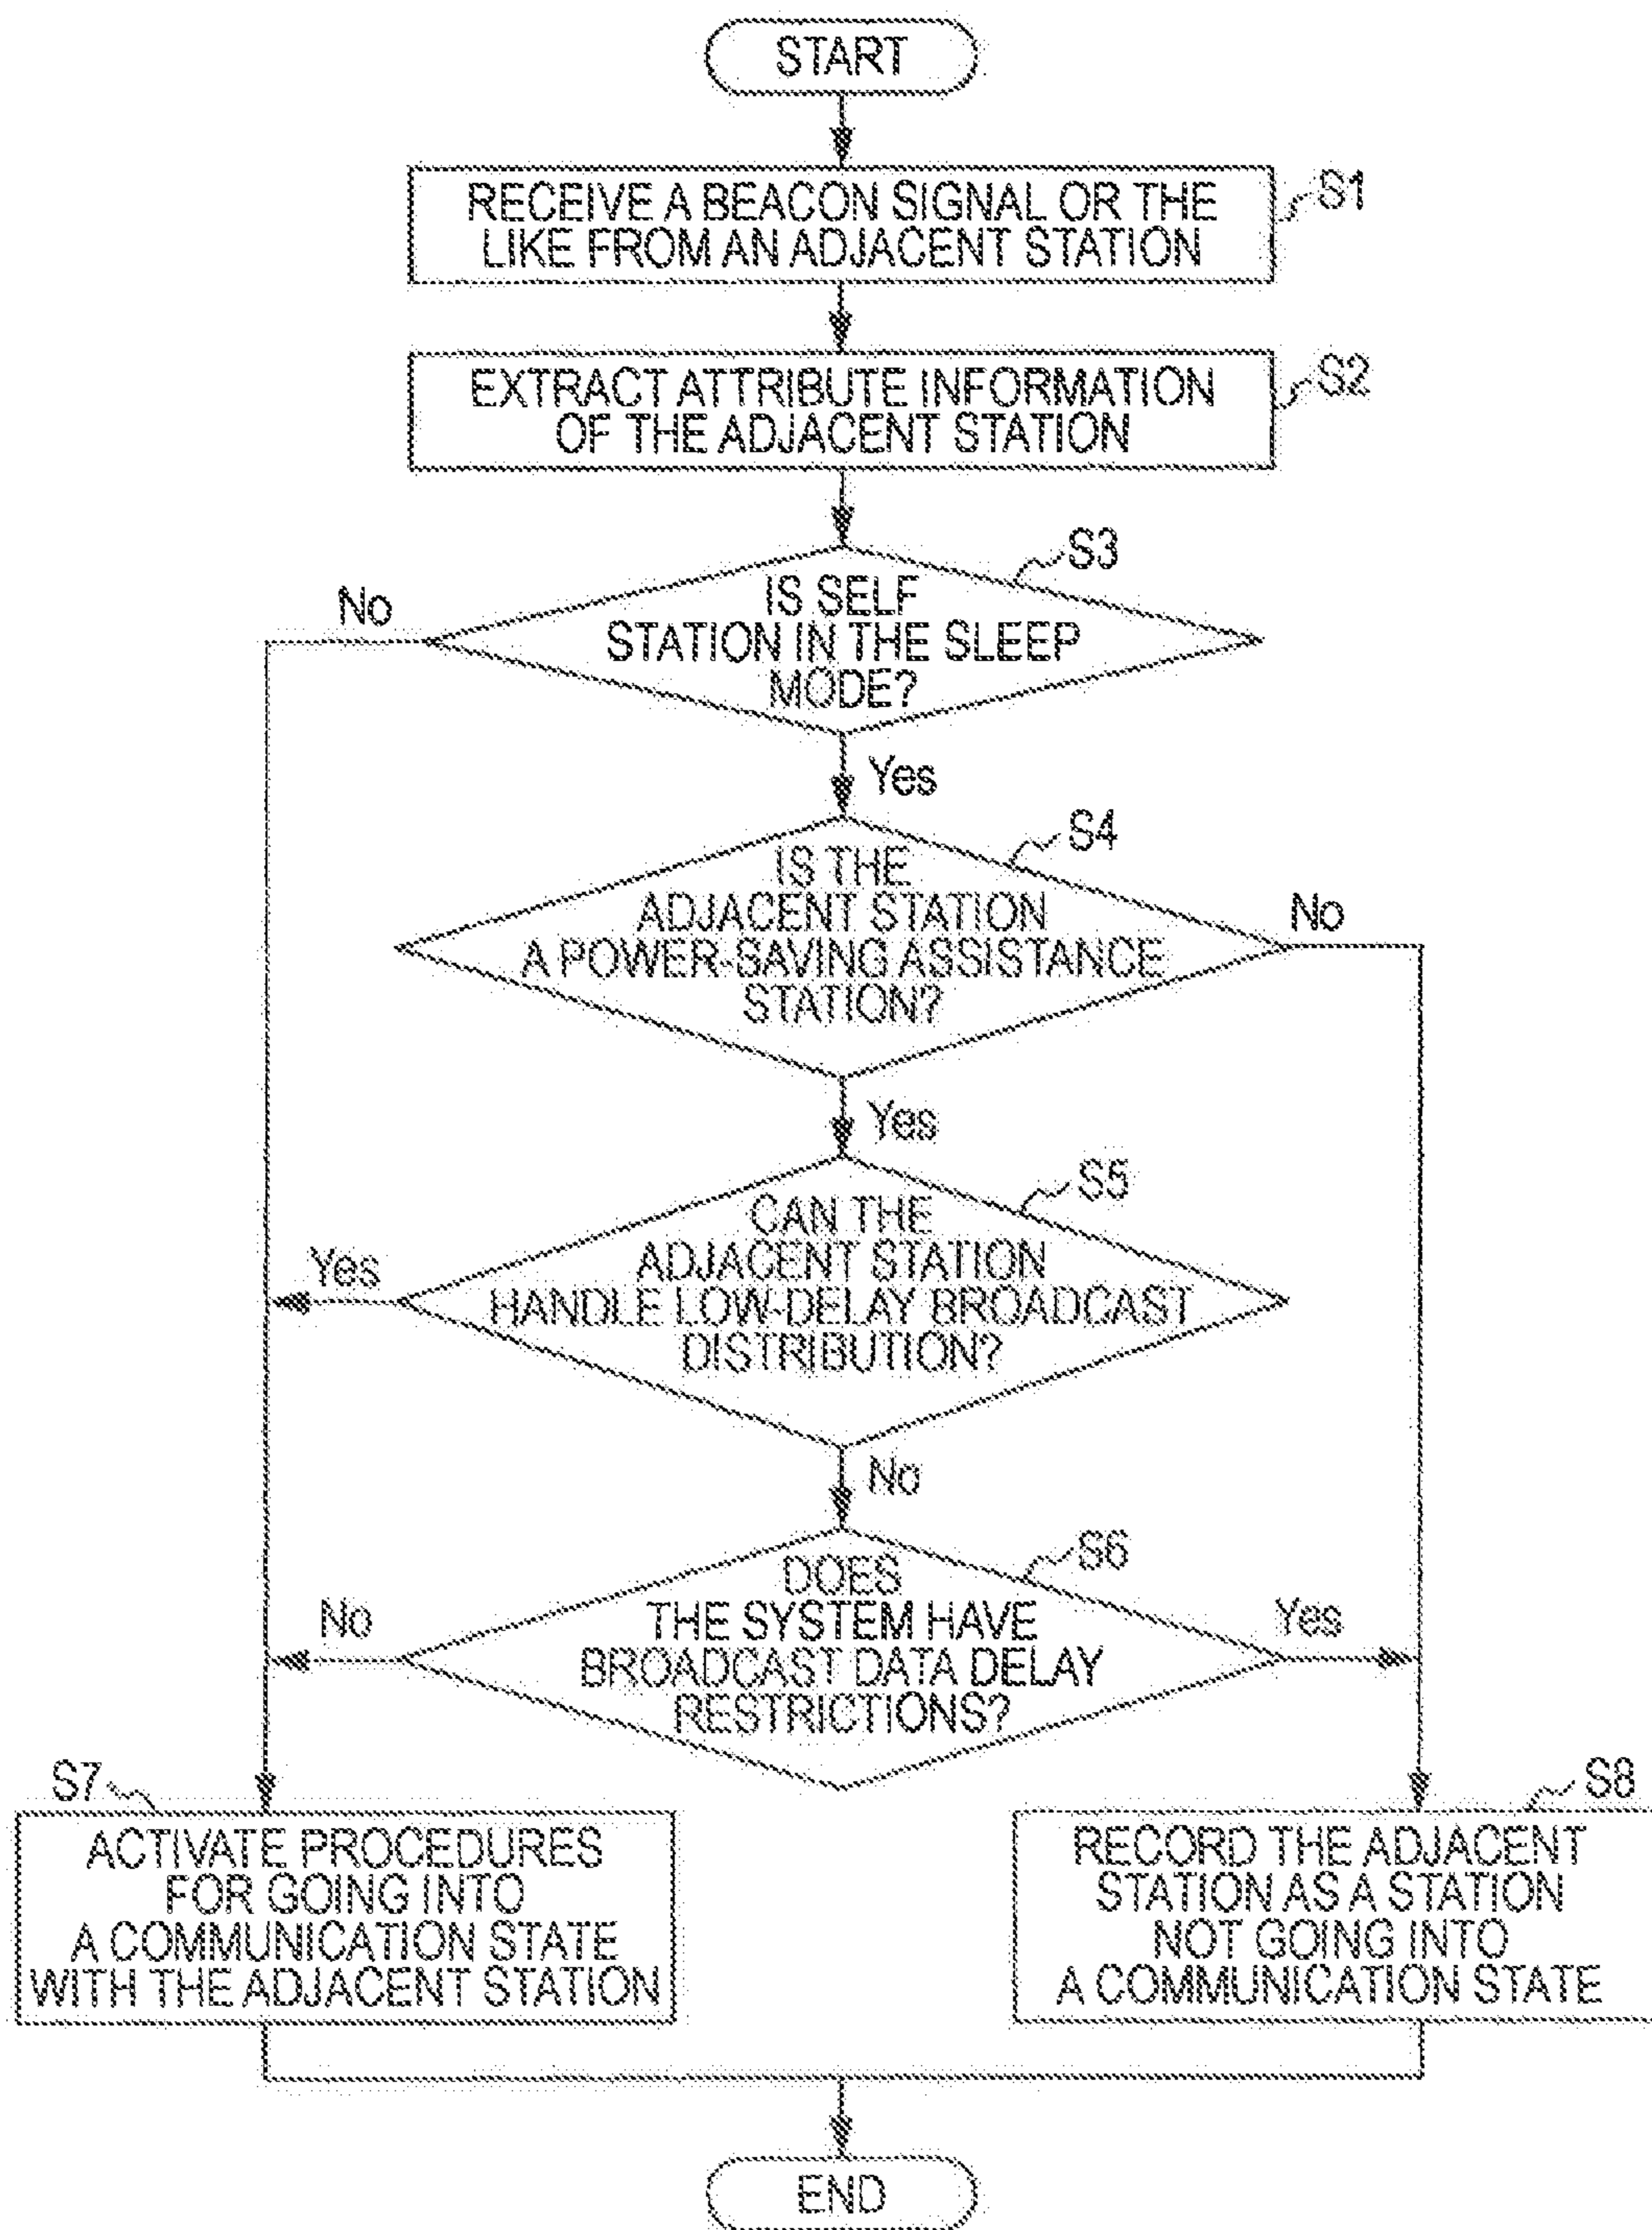 START
RECEIVE A BEACON SIGNAL OR THE
LIKE FROM AN ADJACENT STATION
S1
EXTRACT ATTRIBUTE INFORMATION
OF THE ADJACENT STATION
S2
S3
IS SELF
STATION IN THE SLEEP
MODE?
No
Yes
S4
IS THE
ADJACENT STATION
A POWER-SAVING ASSISTANCE
STATION?
No
Yes
S5
CAN THE
ADJACENT STATION
HANDLE LOW-DELAY BROADCAST
DISTRIBUTION?
Yes
No
S6
DOES
THE SYSTEM HAVE
BROADCAST DATA DELAY
RESTRICTIONS?
No
Yes
S7
ACTIVATE PROCEDURES
FOR GOING INTO
A COMMUNICATION STATE
WITH THE ADJACENT STATION
S8
RECORD THE ADJACENT
STATION AS A STATION
NOT GOING INTO
A COMMUNICATION STATE
END